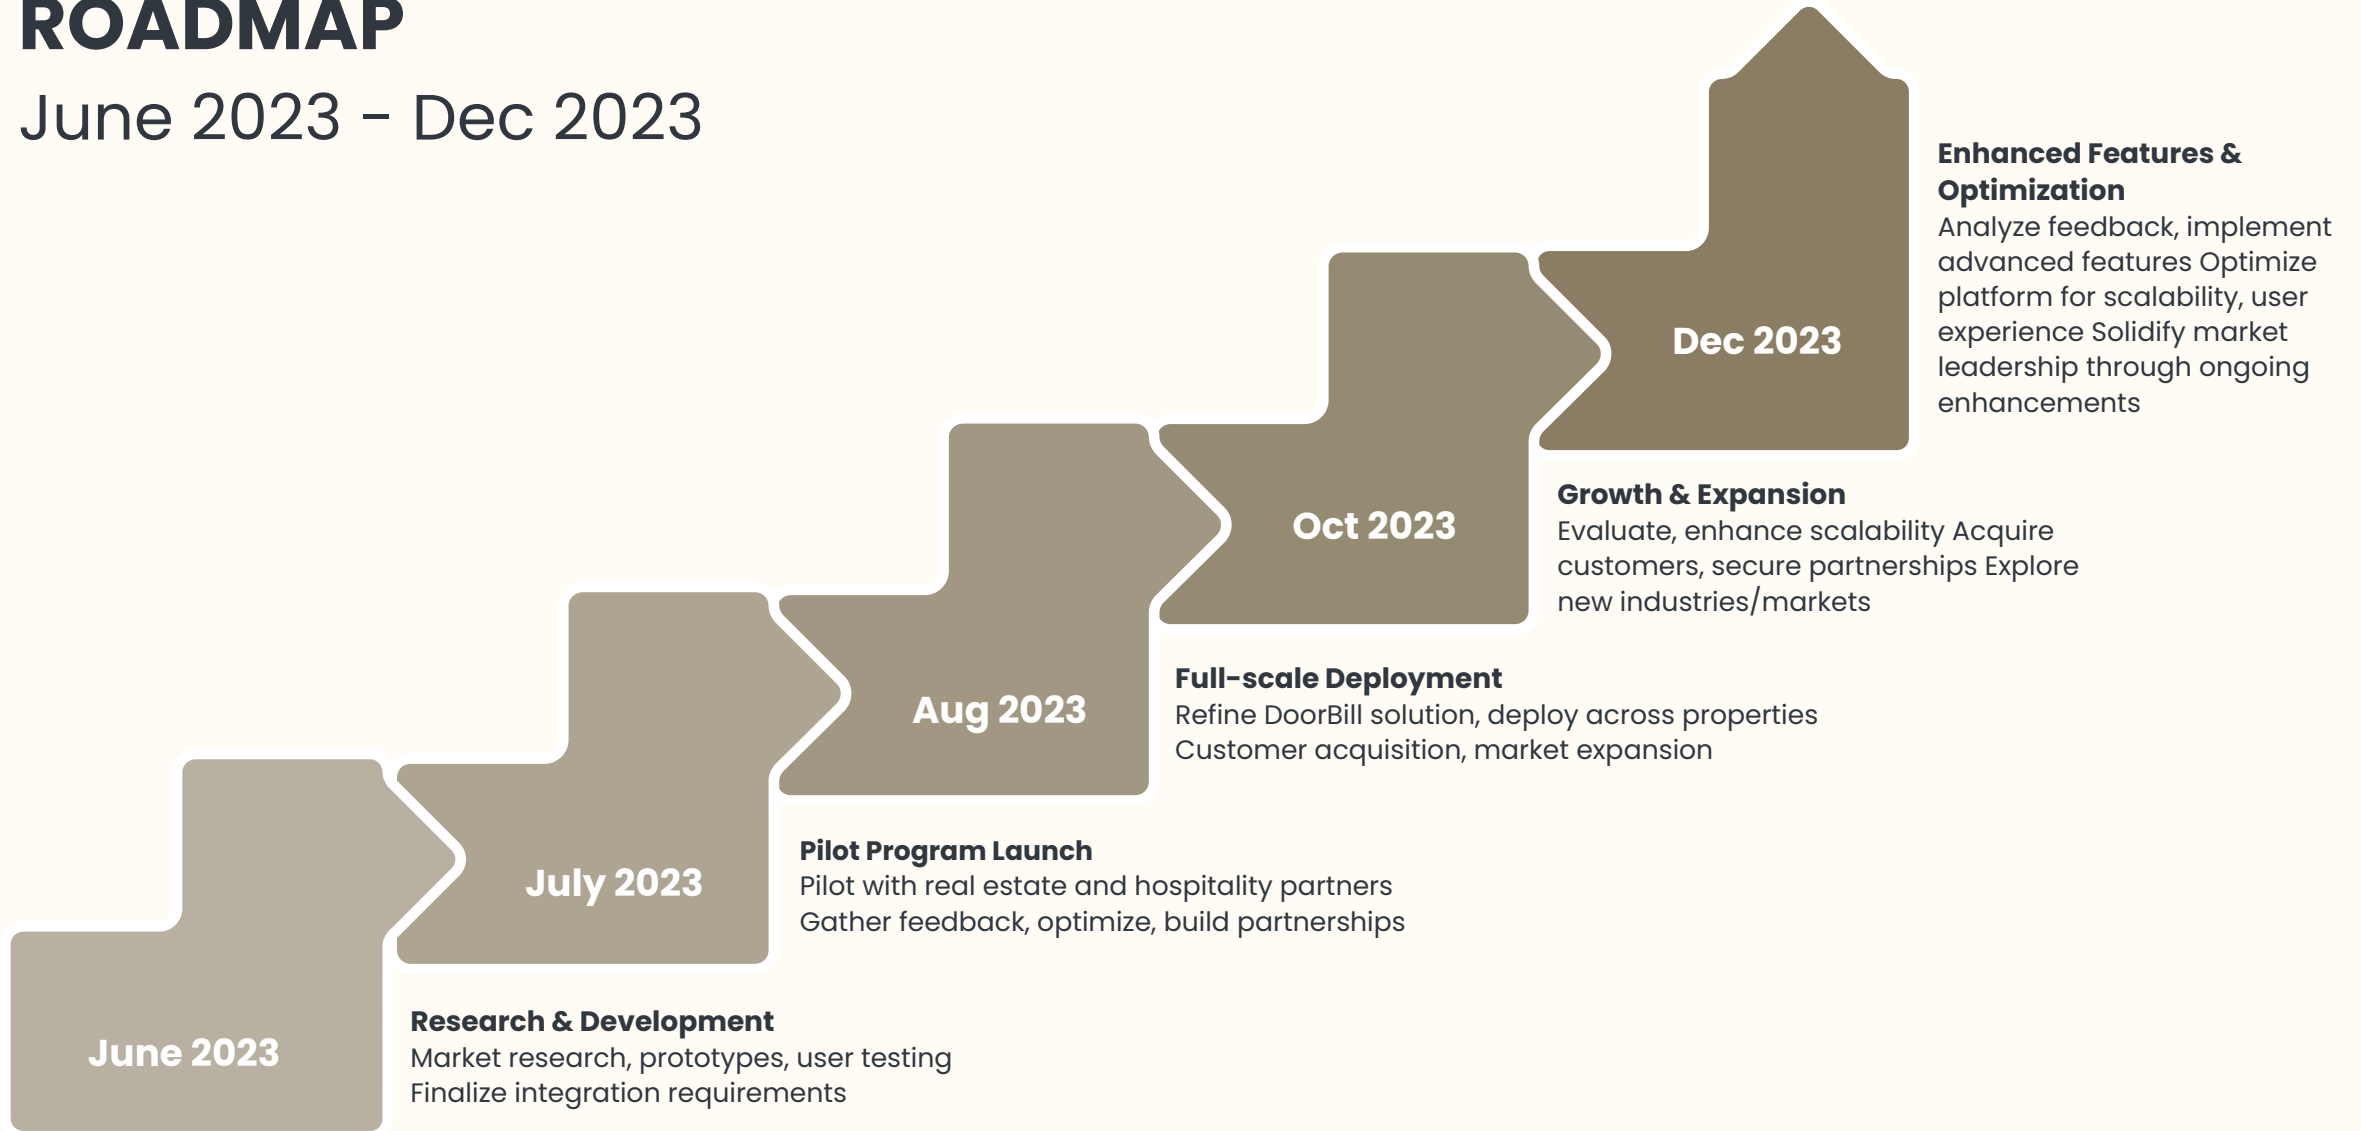 ROADMAP
June 2023 - Dec 2023
June 2023
Research & Development
Market research, prototypes, user testing
Finalize integration requirements
July 2023
Pilot Program Launch
Pilot with real estate and hospitality partners
Gather feedback, optimize, build partnerships
Aug 2023
Full-scale Deployment
Refine DoorBill solution, deploy across properties
Customer acquisition, market expansion
Oct 2023
Growth & Expansion
Evaluate, enhance scalability Acquire
customers, secure partnerships Explore
new industries/markets
Dec 2023
Enhanced Features &
Optimization
Analyze feedback, implement
advanced features Optimize
platform for scalability, user
experience Solidify market
leadership through ongoing
enhancements